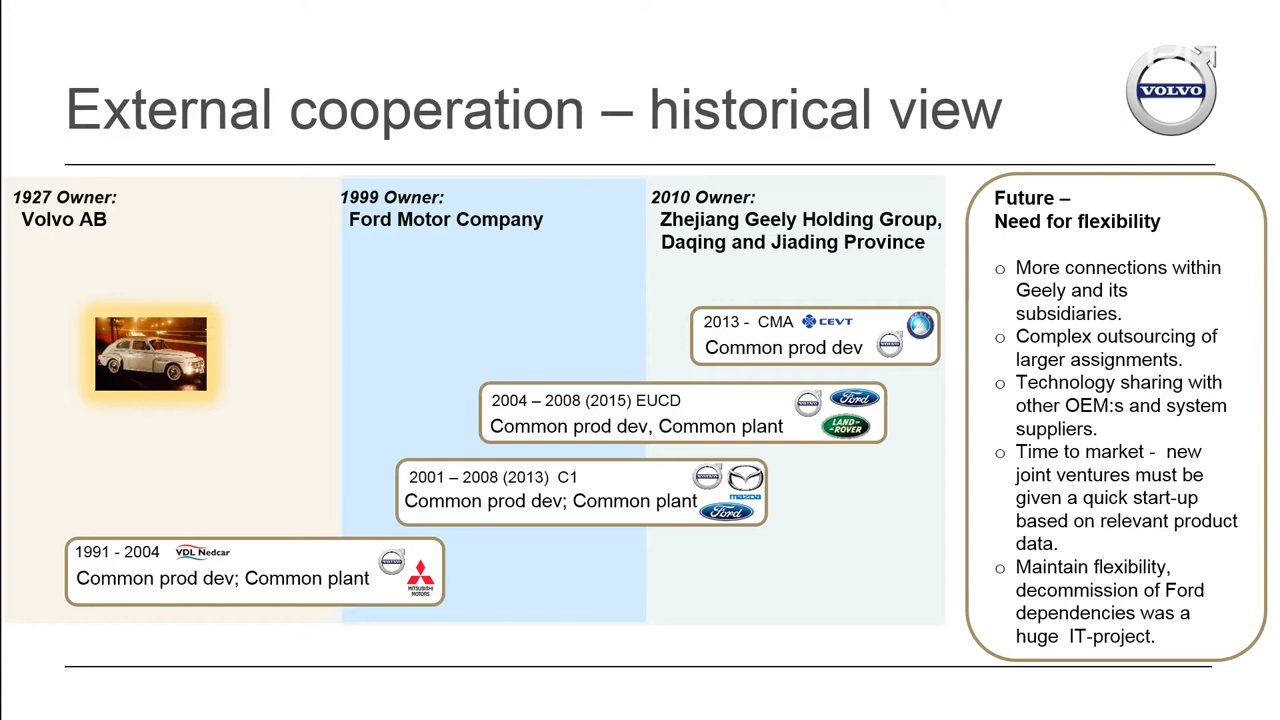 External cooperation – historical view
VOLVO
1927 Owner:
Volvo AB
1999 Owner:
Ford Motor Company
2010 Owner:
Zhejiang Geely Holding Group,
Daqing and Jiading Province
2013 - CMA CEVT
Common prod dev
VOLVO
2004 – 2008 (2015) EUCD
Common prod dev, Common plant
VOLVO
Ford
LAND-
ROVER
2001 – 2008 (2013) C1
Common prod dev; Common plant
VOLVO
mazda
Ford
1991 - 2004 VDL Nedcar
Common prod dev; Common plant
VOLVO
MITSUBISHI
MOTORS
Future –
Need for flexibility
o More connections within
Geely and its
subsidiaries.
o Complex outsourcing of
larger assignments.
o Technology sharing with
other OEM:s and system
suppliers.
o Time to market - new
joint ventures must be
given a quick start-up
based on relevant product
data.
o Maintain flexibility,
decommission of Ford
dependencies was a
huge IT-project.